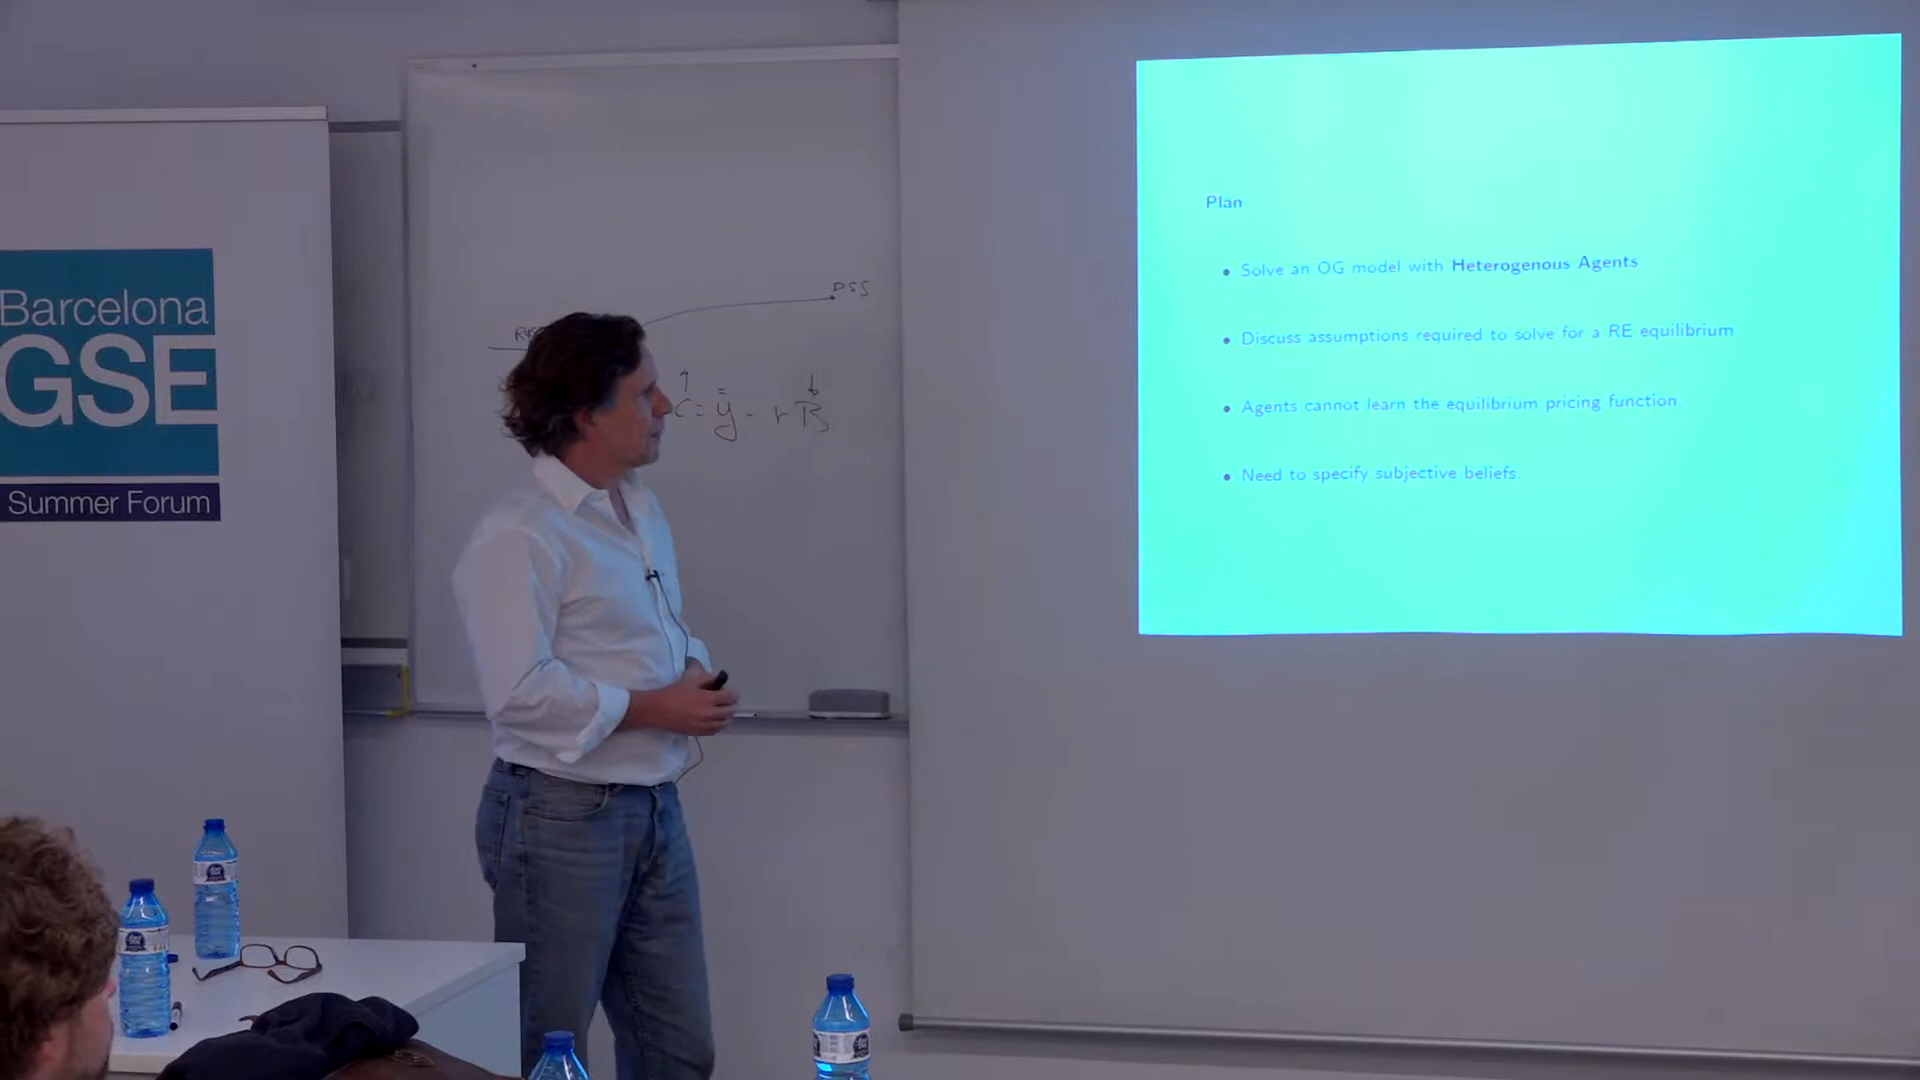 Barcelona
GSE
Summer Forum
DSS
C = y - r B
Plan
• Solve an OG model with Heterogenous Agents
• Discuss assumptions required to solve for a RE equilibrium
• Agents cannot learn the equilibrium pricing function.
• Need to specify subjective beliefs.